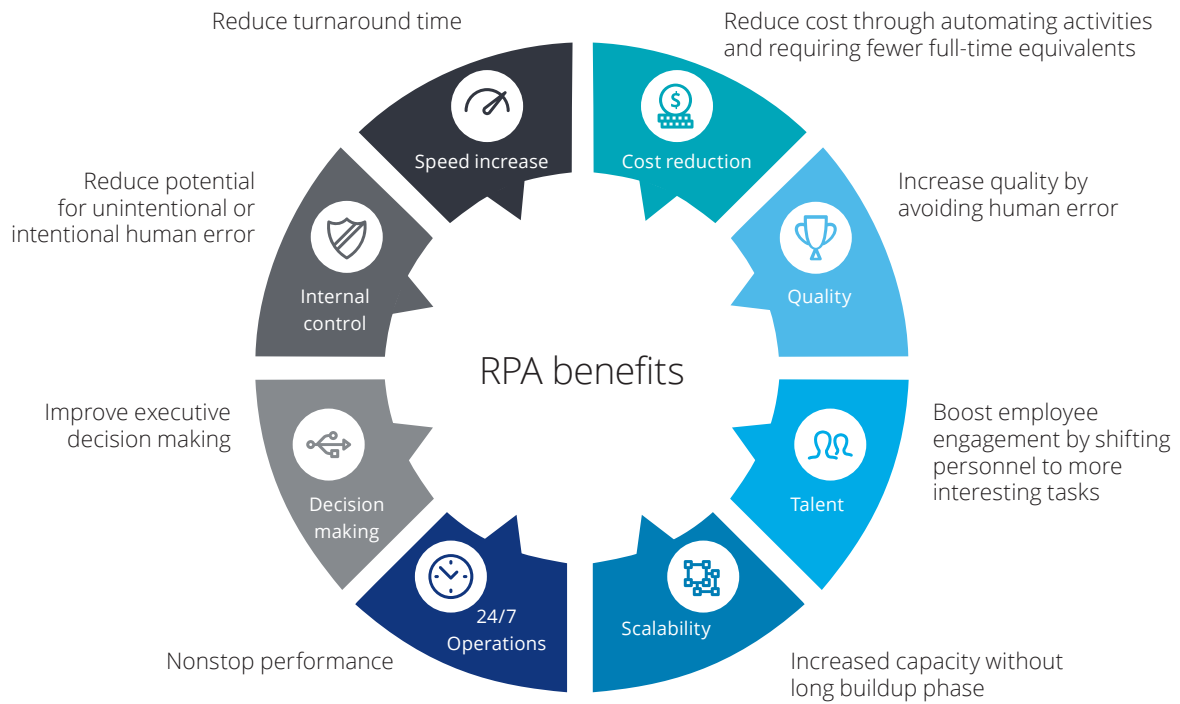 Reduce turnaround time
Reduce cost through automating activities
and requiring fewer full-time equivalents
Speed increase
$
Cost reduction
Reduce potential
for unintentional or
intentional human error
Increase quality by
avoiding human error
Internal
control
Quality
RPA benefits
Improve executive
decision making
Boost employee
engagement by shifting
personnel to more
interesting tasks
Decision
making
Talent
24/7
Operations
Scalability
Nonstop performance
Increased capacity without
long buildup phase